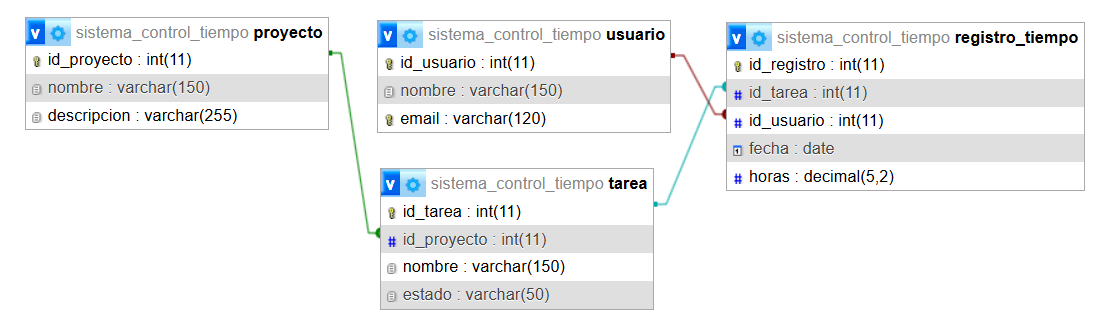 v sistema_control_tiempo proyecto
id_proyecto : int(11)
nombre : varchar(150)
descripcion : varchar(255)
v sistema_control_tiempo usuario
id_usuario : int(11)
nombre : varchar(150)
email : varchar(120)
v sistema_control_tiempo tarea
id_tarea : int(11)
# id_proyecto : int(11)
nombre : varchar(150)
estado : varchar(50)
v sistema_control_tiempo registro_tiempo
id_registro : int(11)
# id_tarea : int(11)
# id_usuario : int(11)
fecha : date
# horas : decimal(5,2)